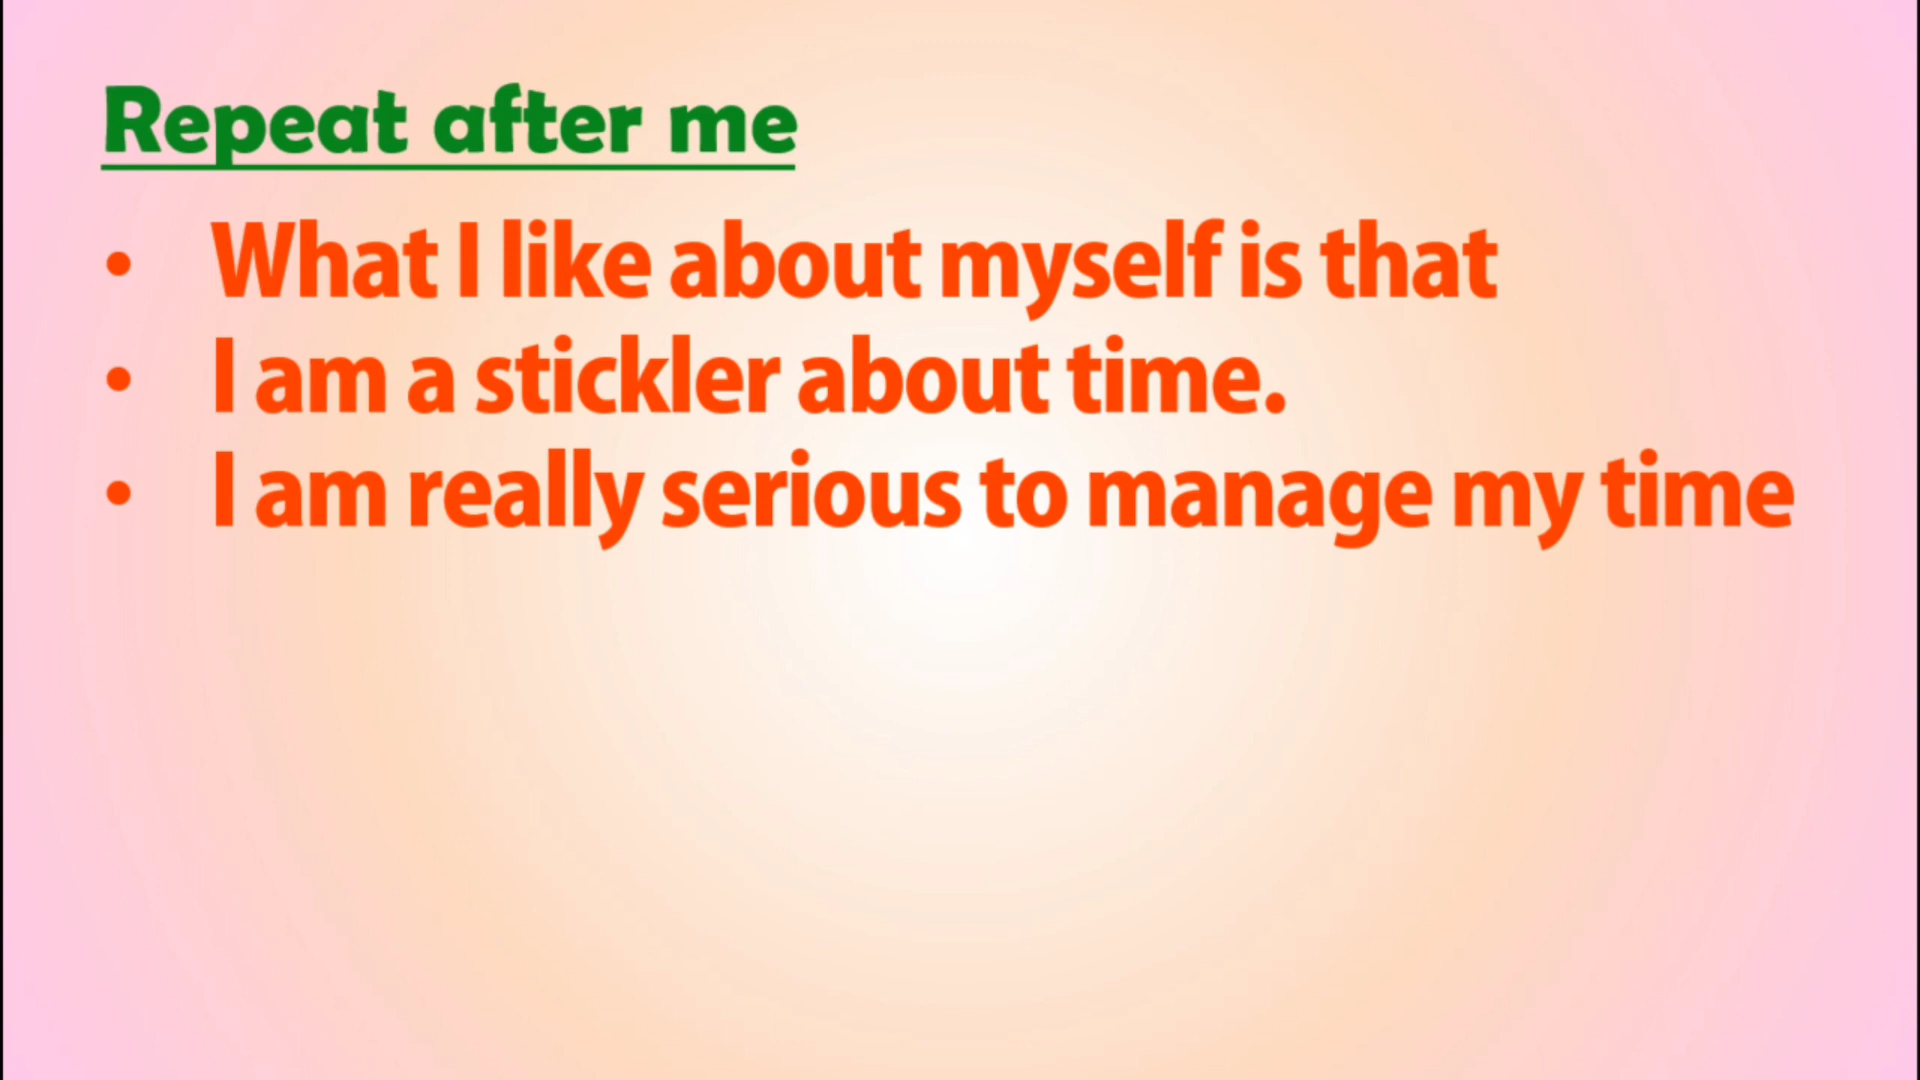 Repeat after me
• What I like about myself is that
• I am a stickler about time.
• I am really serious to manage my time